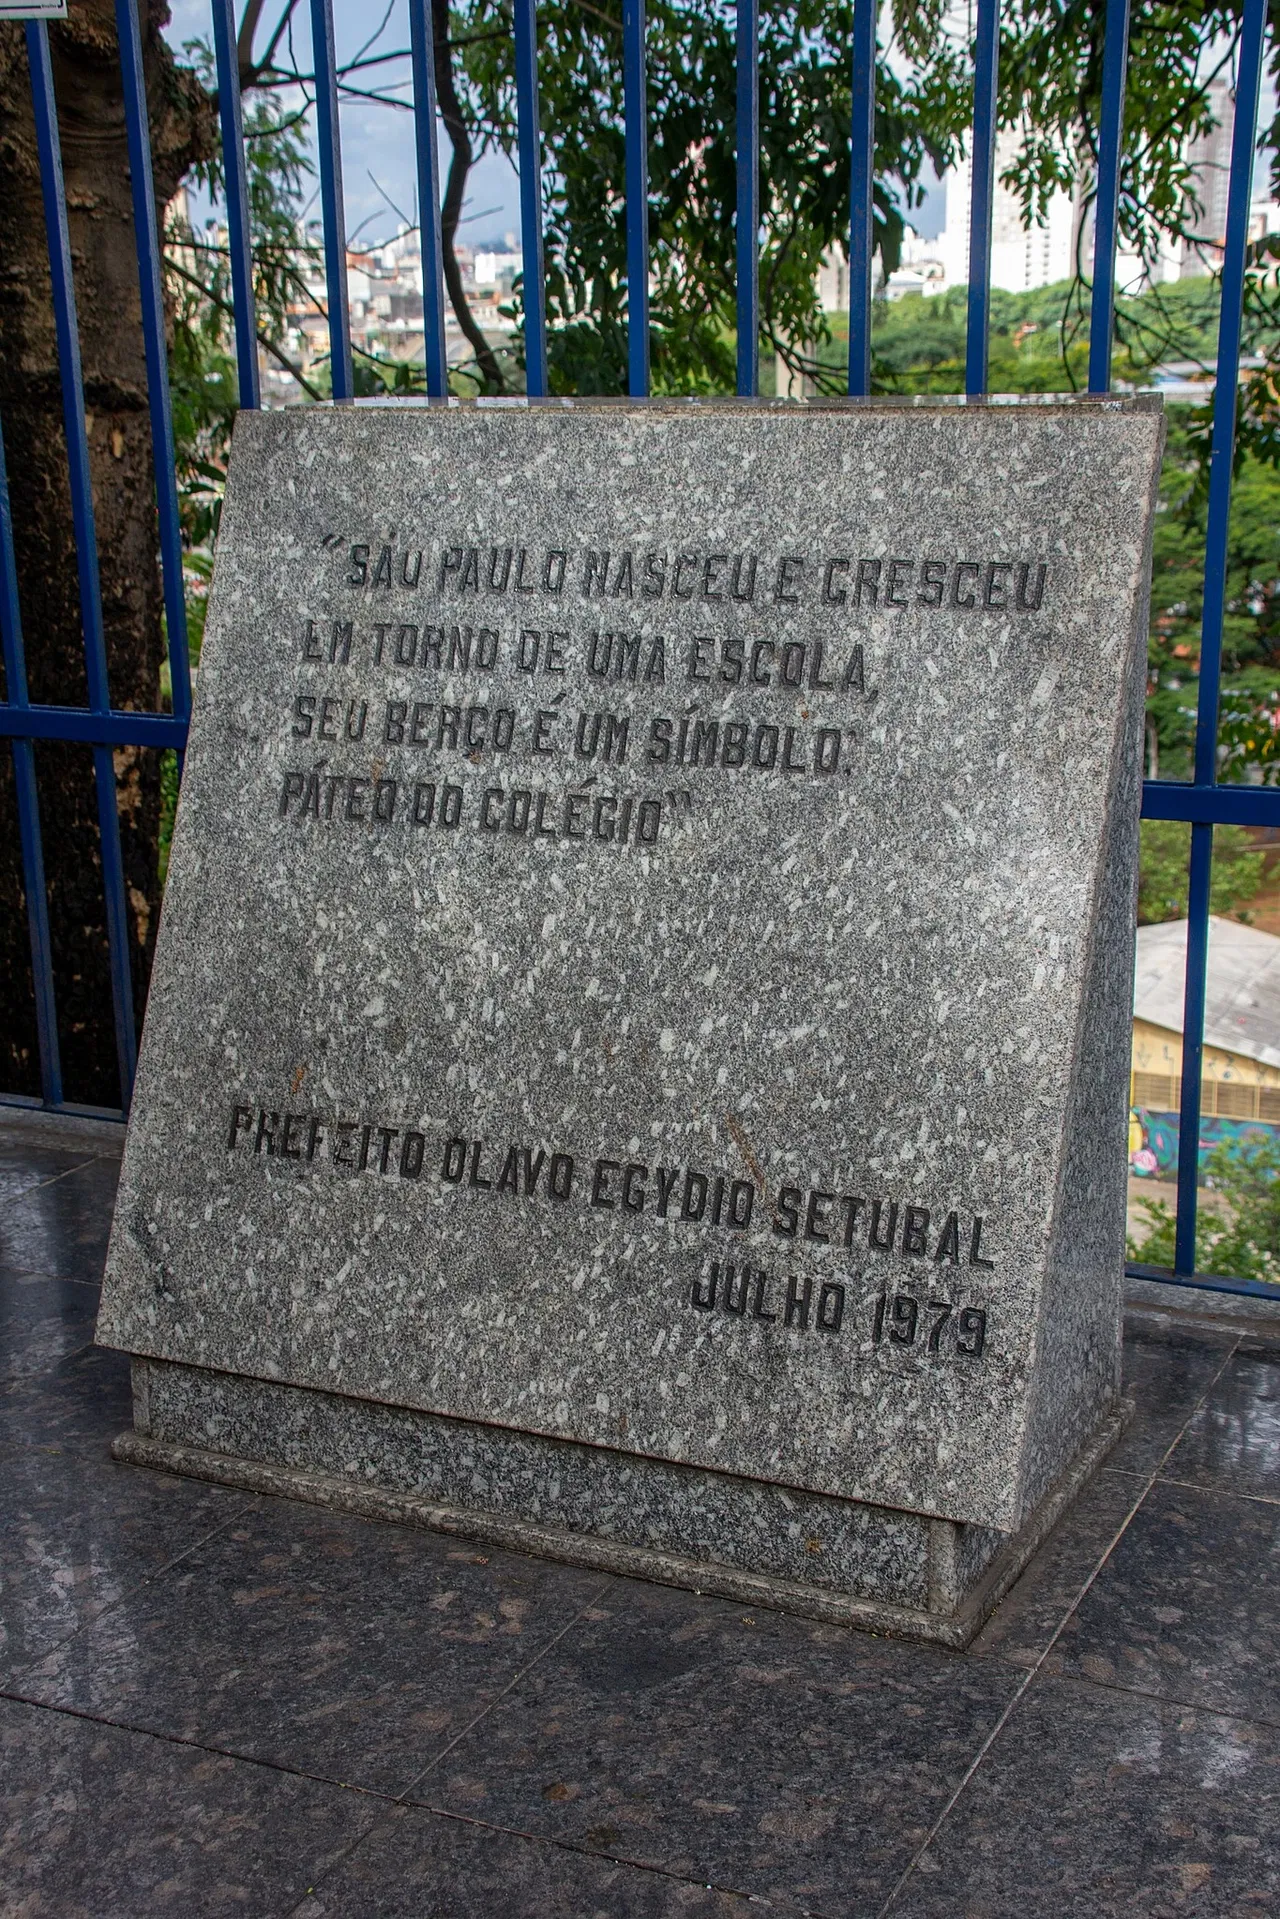 "SÃO PAULO NASCEU E CRESCEU
EM TORNO DE UMA ESCOLA,
SEU BERÇO É UM SÍMBOLO:
PÁTEO DO COLÉGIO"
PREFEITO OLAVO EGYDIO SETUBAL
JULHO 1979